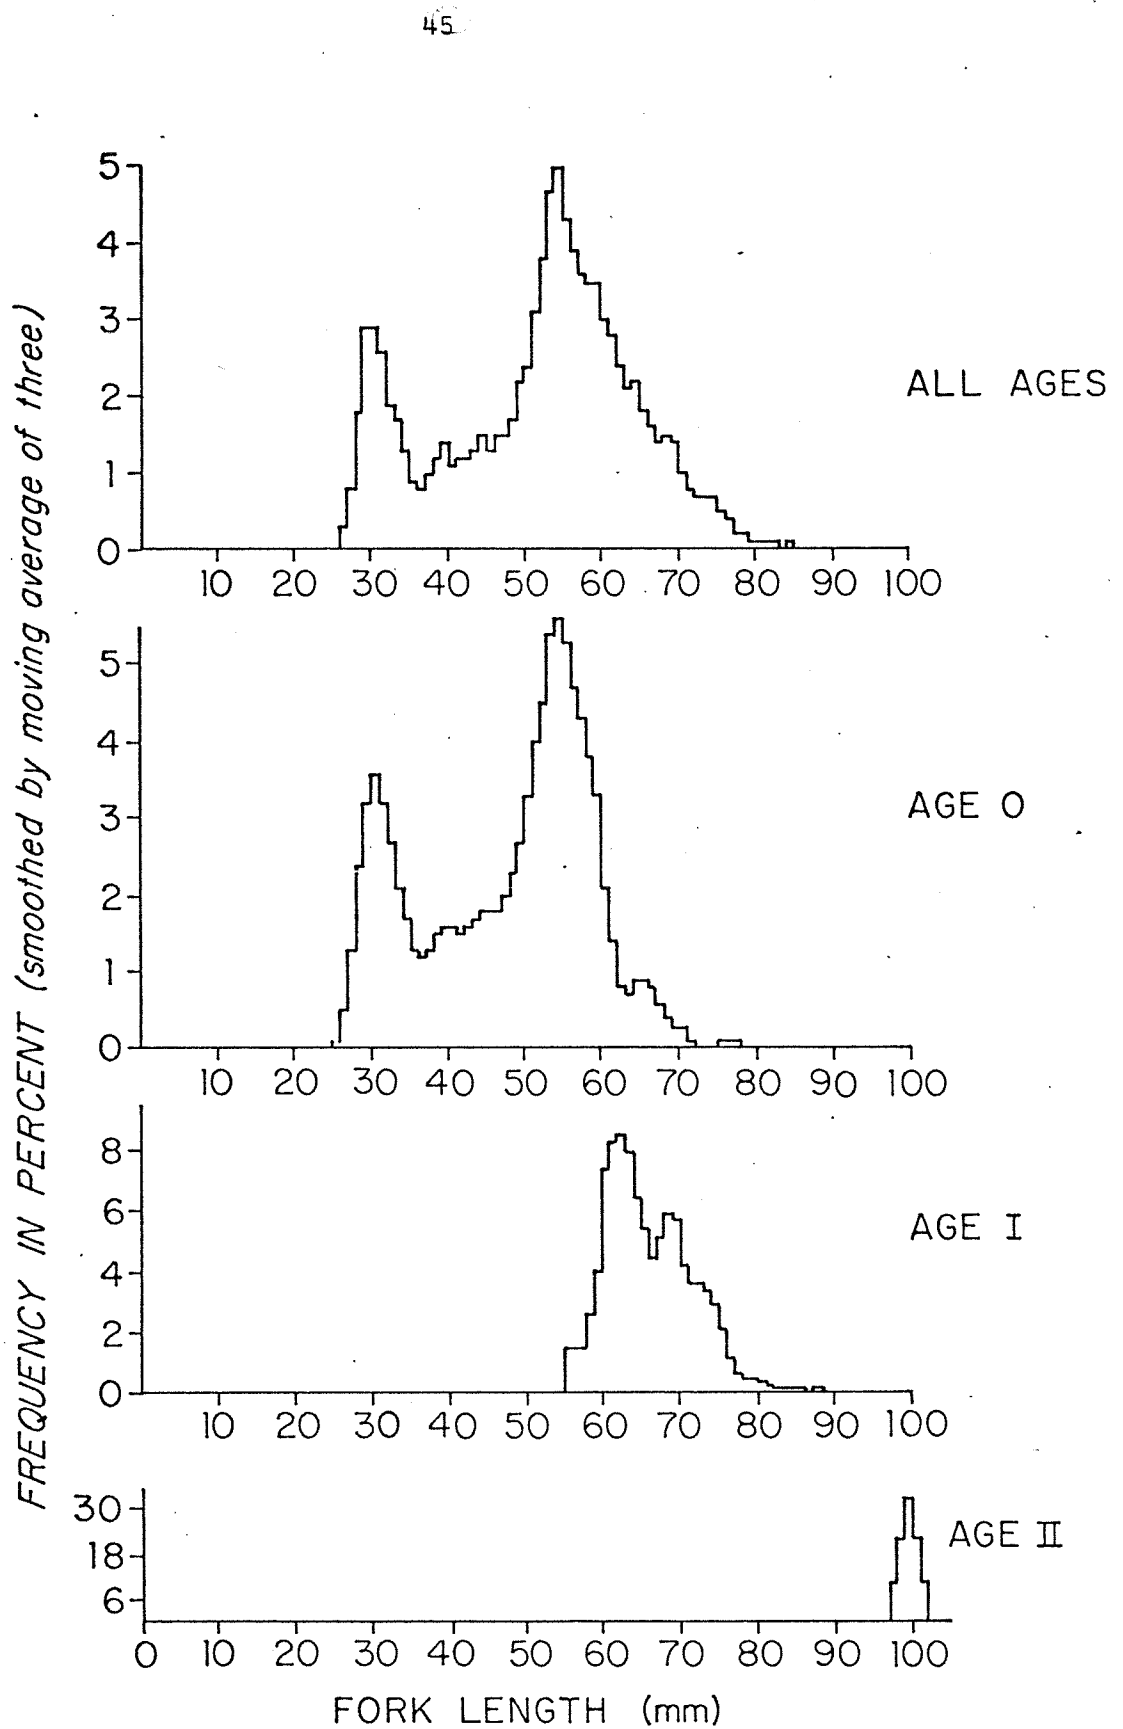 45
FREQUENCY IN PERCENT (smoothed by moving average of three)
5
4
3
2
1
0
10 20 30 40 50 60 70 80 90 100
ALL AGES
5
4
3
2
1
0
10 20 30 40 50 60 70 80 90 100
AGE 0
8
6
4
2
0
10 20 30 40 50 60 70 80 90 100
AGE I
30
18
6
0 10 20 30 40 50 60 70 80 90 100
AGE II
FORK LENGTH (mm)